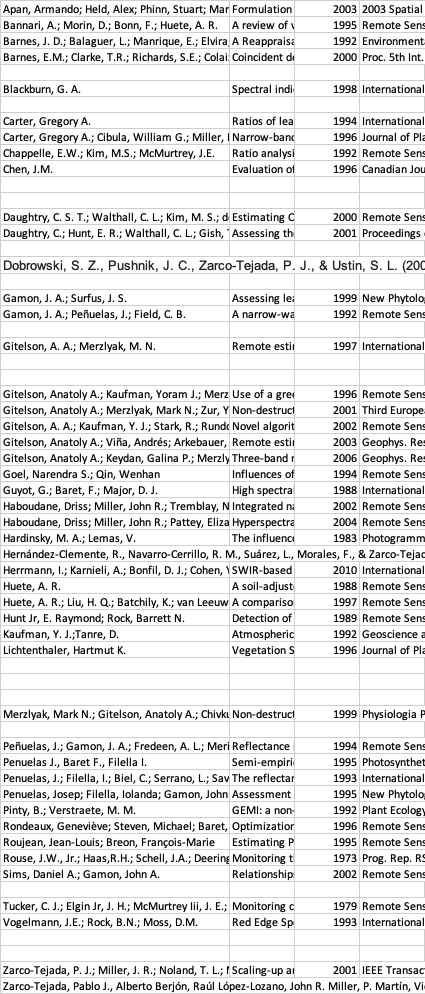 Apan, Armando; Held, Alex; Phinn, Stuart; Mar Formulation 2003 2003 Spatial
Bannari, A.; Morin, D.; Bonn, F.; Huete, A. R. A review of v 1995 Remote Sens
Barnes, J. D.; Balaguer, L.; Manrique, E.; Elvira, A Reappraisa 1992 Environment
Barnes, E.M.; Clarke, T.R.; Richards, S.E.; Colai Coincident de 2000 Proc. 5th Int.
Blackburn, G. A. Spectral indi 1998 International
Carter, Gregory A. Ratios of lea 1994 International
Carter, Gregory A.; Cibula, William G.; Miller, Narrow-band 1996 Journal of Pla
Chappelle, E.W.; Kim, M.S.; McMurtrey, J.E. Ratio analysi 1992 Remote Sens
Chen, J.M. Evaluation of 1996 Canadian Jou
Daughtry, C. S. T.; Walthall, C. L.; Kim, M. S.; de Estimating C 2000 Remote Sens
Daughtry, C.; Hunt, E. R.; Walthall, C. L.; Gish, Assessing the 2001 Proceedings
Dobrowski, S. Z., Pushnik, J. C., Zarco-Tejada, P. J., & Ustin, S. L. (200
Gamon, J. A.; Surfus, J. S. Assessing lea 1999 New Phytolog
Gamon, J. A.; Peñuelas, J.; Field, C. B. A narrow-wa 1992 Remote Sens
Gitelson, A. A.; Merzlyak, M. N. Remote estir 1997 International
Gitelson, Anatoly A.; Kaufman, Yoram J.; Merz Use of a gree 1996 Remote Sens
Gitelson, Anatoly A.; Merzlyak, Mark N.; Zur, Y Non-destruct 2001 Third Europea
Gitelson, A. A.; Kaufman, Y. J.; Stark, R.; Rundq Novel algorit 2002 Remote Sens
Gitelson, Anatoly A.; Viña, Andrés; Arkebauer, Remote estir 2003 Geophys. Res
Gitelson, Anatoly A.; Keydan, Galina P.; Merzly Three-band r 2006 Geophys. Res
Goel, Narendra S.; Qin, Wenhan Influences of 1994 Remote Sens
Guyot, G.; Baret, F.; Major, D. J. High spectral 1988 International
Haboudane, Driss; Miller, John R.; Tremblay, N Integrated na 2002 Remote Sens
Haboudane, Driss; Miller, John R.; Pattey, Eliza Hyperspectra 2004 Remote Sens
Hardinsky, M. A.; Lemas, V. The influence 1983 Photogramm
Hernández-Clemente, R., Navarro-Cerrillo, R. M., Suárez, L., Morales, F., & Zarco-Tejad
Herrmann, I.; Karnieli, A.; Bonfil, D. J.; Cohen, Y SWIR-based 2010 International
Huete, A. R. A soil-adjust 1988 Remote Sens
Huete, A. R.; Liu, H. Q.; Batchily, K.; van Leeuw A comparisor 1997 Remote Sens
Hunt Jr, E. Raymond; Rock, Barrett N. Detection of 1989 Remote Sens
Kaufman, Y. J.;Tanre, D. Atmospheric 1992 Geoscience a
Lichtenthaler, Hartmut K. Vegetation S 1996 Journal of Pla
Merzlyak, Mark N.; Gitelson, Anatoly A.; Chivku Non-destruct 1999 Physiologia P
Peñuelas, J.; Gamon, J. A.; Fredeen, A. L.; Meri Reflectance 1994 Remote Sens
Penuelas J., Baret F., Filella I. Semi-empiri 1995 Photosynthet
Penuelas, J.; Filella, I.; Biel, C.; Serrano, L.; Sav The reflectar 1993 International
Penuelas, Josep; Filella, Iolanda; Gamon, John Assessment 1995 New Phytolog
Pinty, B.; Verstraete, M. M. GEMI: a non- 1992 Plant Ecology
Rondeaux, Geneviève; Steven, Michael; Baret, Optimization 1996 Remote Sens
Roujean, Jean-Louis; Breon, François-Marie Estimating P 1995 Remote Sens
Rouse, J.W., Jr.; Haas,R.H.; Schell, J.A.; Deering Monitoring t 1973 Prog. Rep. RS
Sims, Daniel A.; Gamon, John A. Relationship 2002 Remote Sens
Tucker, C. J.; Elgin Jr, J. H.; McMurtrey Iii, J. E.; Monitoring c 1979 Remote Sens
Vogelmann, J.E.; Rock, B.N.; Moss, D.M. Red Edge Sp 1993 International
Zarco-Tejada, P. J.; Miller, J. R.; Noland, T. L.; M Scaling-up ar 2001 IEEE Transac
Zarco-Tejada, Pablo J., Alberto Berjón, Raúl López-Lozano, John R. Miller, P. Martín, Vi